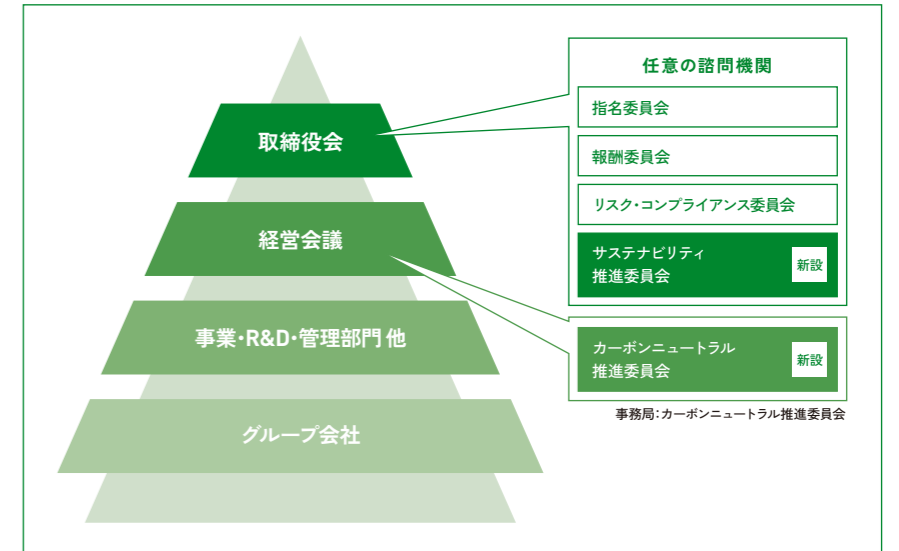 取締役会
経営会議
事業・R&D・管理部門 他
グループ会社
任意の諮問機関
指名委員会
報酬委員会
リスク・コンプライアンス委員会
サステナビリティ
推進委員会
新設
カーボンニュートラル
推進委員会
新設
事務局:カーボンニュートラル推進委員会